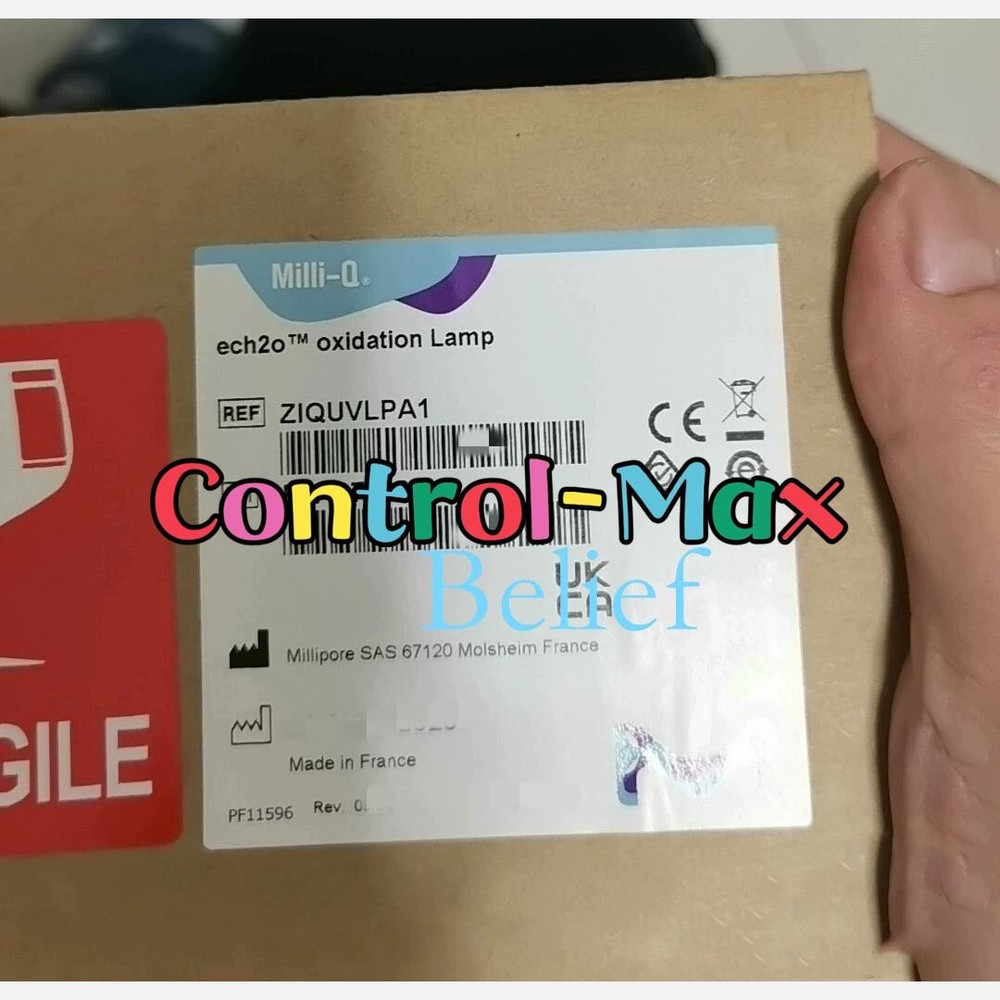 Milli-Q®
ech2o™ oxidation Lamp
REF ZIQUVLPA1
CE
Control-Max
Belief
UK
CA
Millipore SAS 67120 Molsheim France
Made in France
PF11596 Rev.
GILE